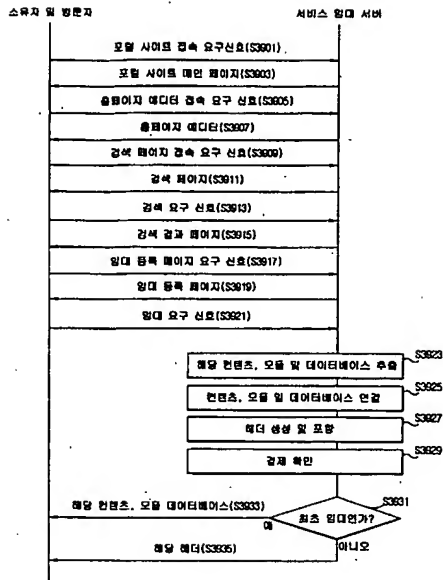 소유자 및 방문자
서비스 임대 서버
포털 사이트 접속 요구신호(S3901)
포털 사이트 메인 페이지(S3903)
홈페이지 에디터 접속 요구 신호(S3905)
홈페이지 에디터(S3907)
검색 페이지 접속 요구 신호(S3909)
검색 페이지(S3911)
검색 요구 신호(S3913)
검색 결과 페이지(S3915)
임대 등록 페이지 요구 신호(S3917)
임대 등록 페이지(S3919)
임대 요구 신호(S3921)
S3923
해당 컨텐츠, 모듈 및 데이터베이스 추출
S3925
컨텐츠, 모듈 및 데이터베이스 연결
S3927
헤더 생성 및 포함
S3929
결제 확인
S3931
해당 컨텐츠, 모듈 데이터베이스(S3933)
최초 임대인가?
예
아니오
해당 헤더(S3935)